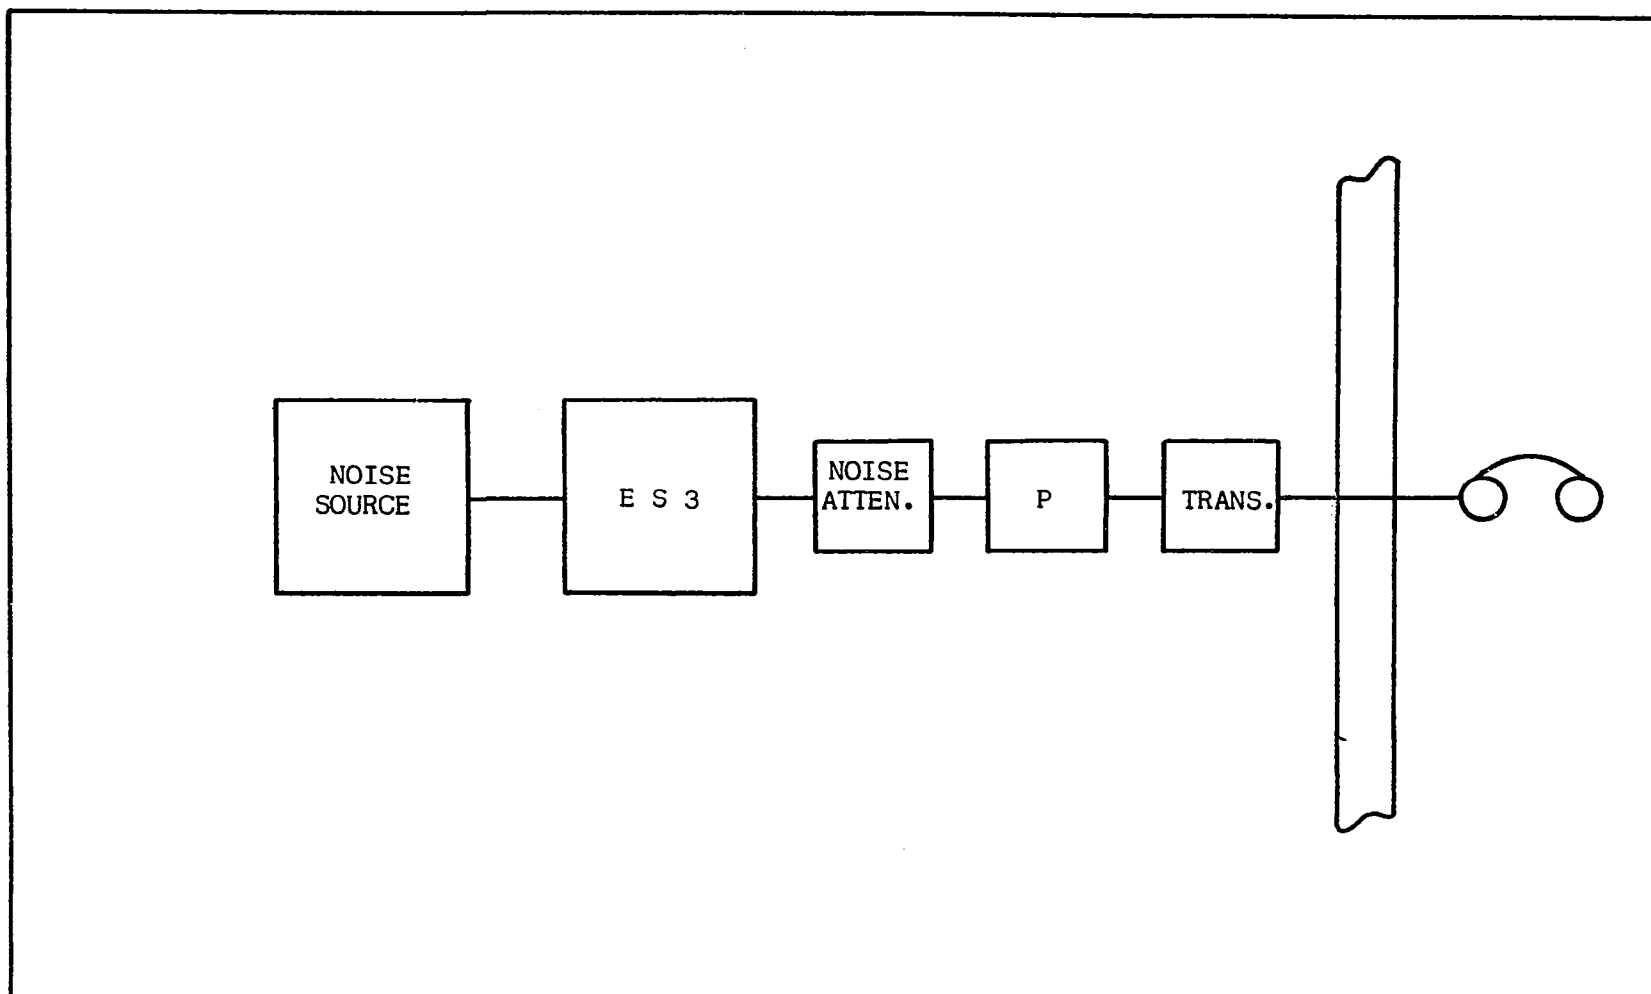 NOISE
SOURCE
E S 3
NOISE
ATTEN.
P
TRANS.